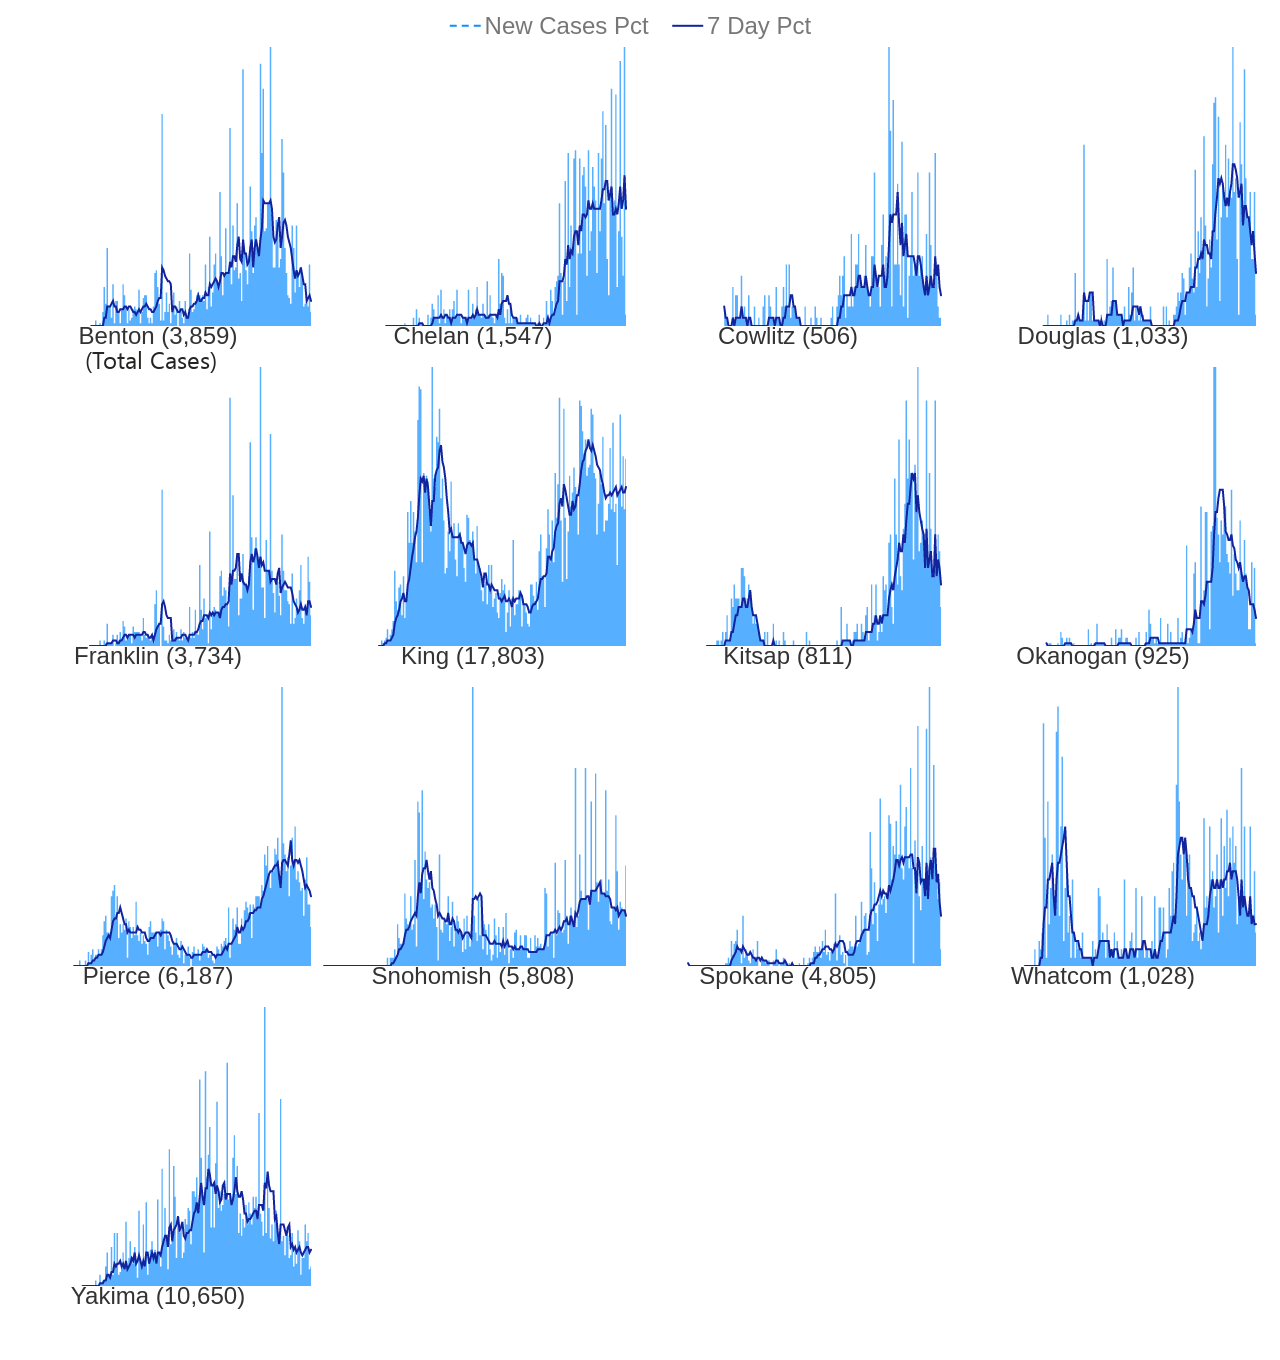 New Cases Pct 7 Day Pct
Benton (3,859) Chelan (1,547) Cowlitz (506) Douglas (1,033)
(Total Cases)
Franklin (3,734) King (17,803) Kitsap (811) Okanogan (925)
Pierce (6,187) Snohomish (5,808) Spokane (4,805) Whatcom (1,028)
Yakima (10,650)